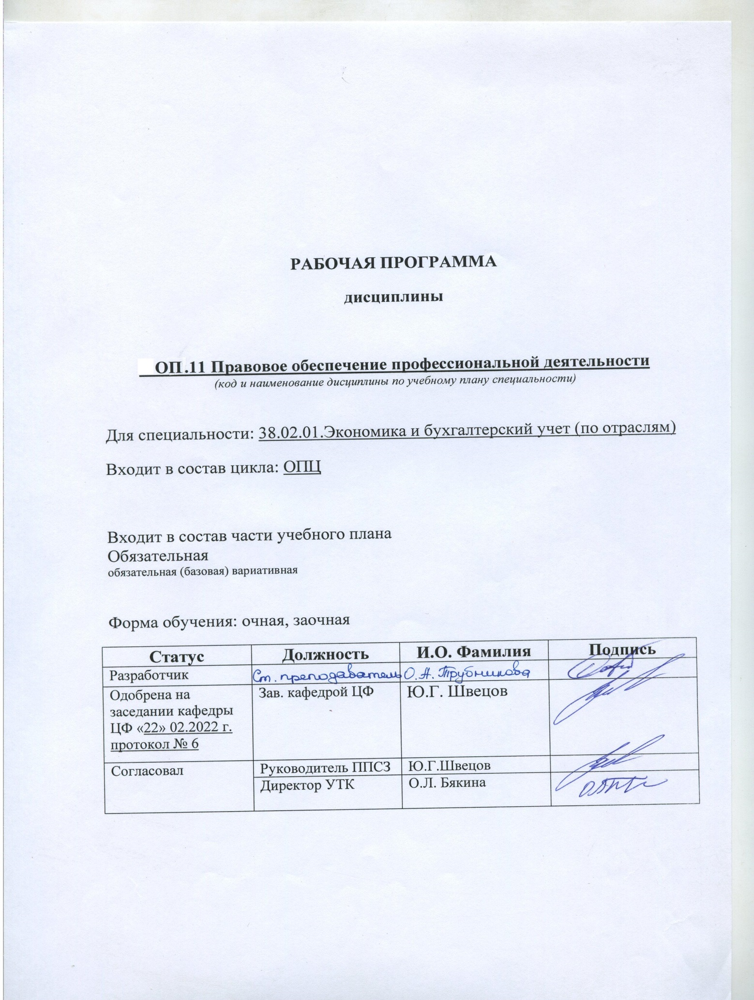 РАБОЧАЯ ПРОГРАММА
дисциплины
ОП.11 Правовое обеспечение профессиональной деятельности
(код и наименование дисциплины по учебному плану специальности)
Для специальности: 38.02.01.Экономика и бухгалтерский учет (по отраслям)
Входит в состав цикла: ОПЦ
Входит в состав части учебного плана
Обязательная
обязательная (базовая) вариативная
Форма обучения: очная, заочная
Статус Должность И.О. Фамилия Подпись
Разработчик Ст. преподаватель О.А. Трубникова
Одобрена на Зав. кафедрой ЦФ Ю.Г. Швецов
заседании кафедры
ЦФ «22» 02.2022 г.
протокол № 6
Согласовал Руководитель ППСЗ Ю.Г.Швецов
Директор УТК О.Л. Бякина